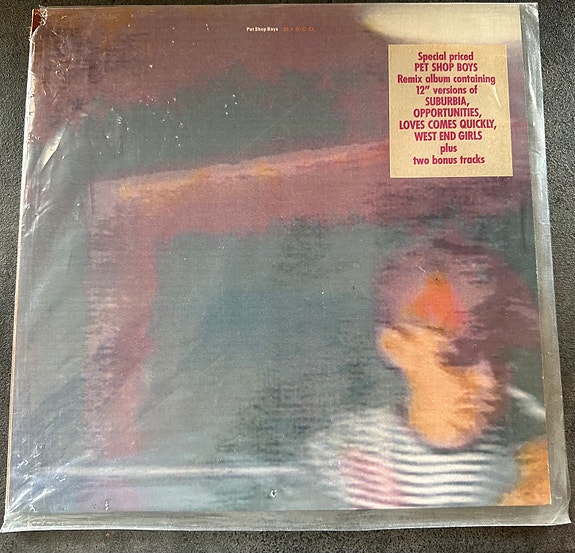 Pet Shop Boys DISCO
Special priced
PET SHOP BOYS
Remix album containing
12" versions of
SUBURBIA,
OPPORTUNITIES,
LOVES COMES QUICKLY,
WEST END GIRLS
plus
two bonus tracks